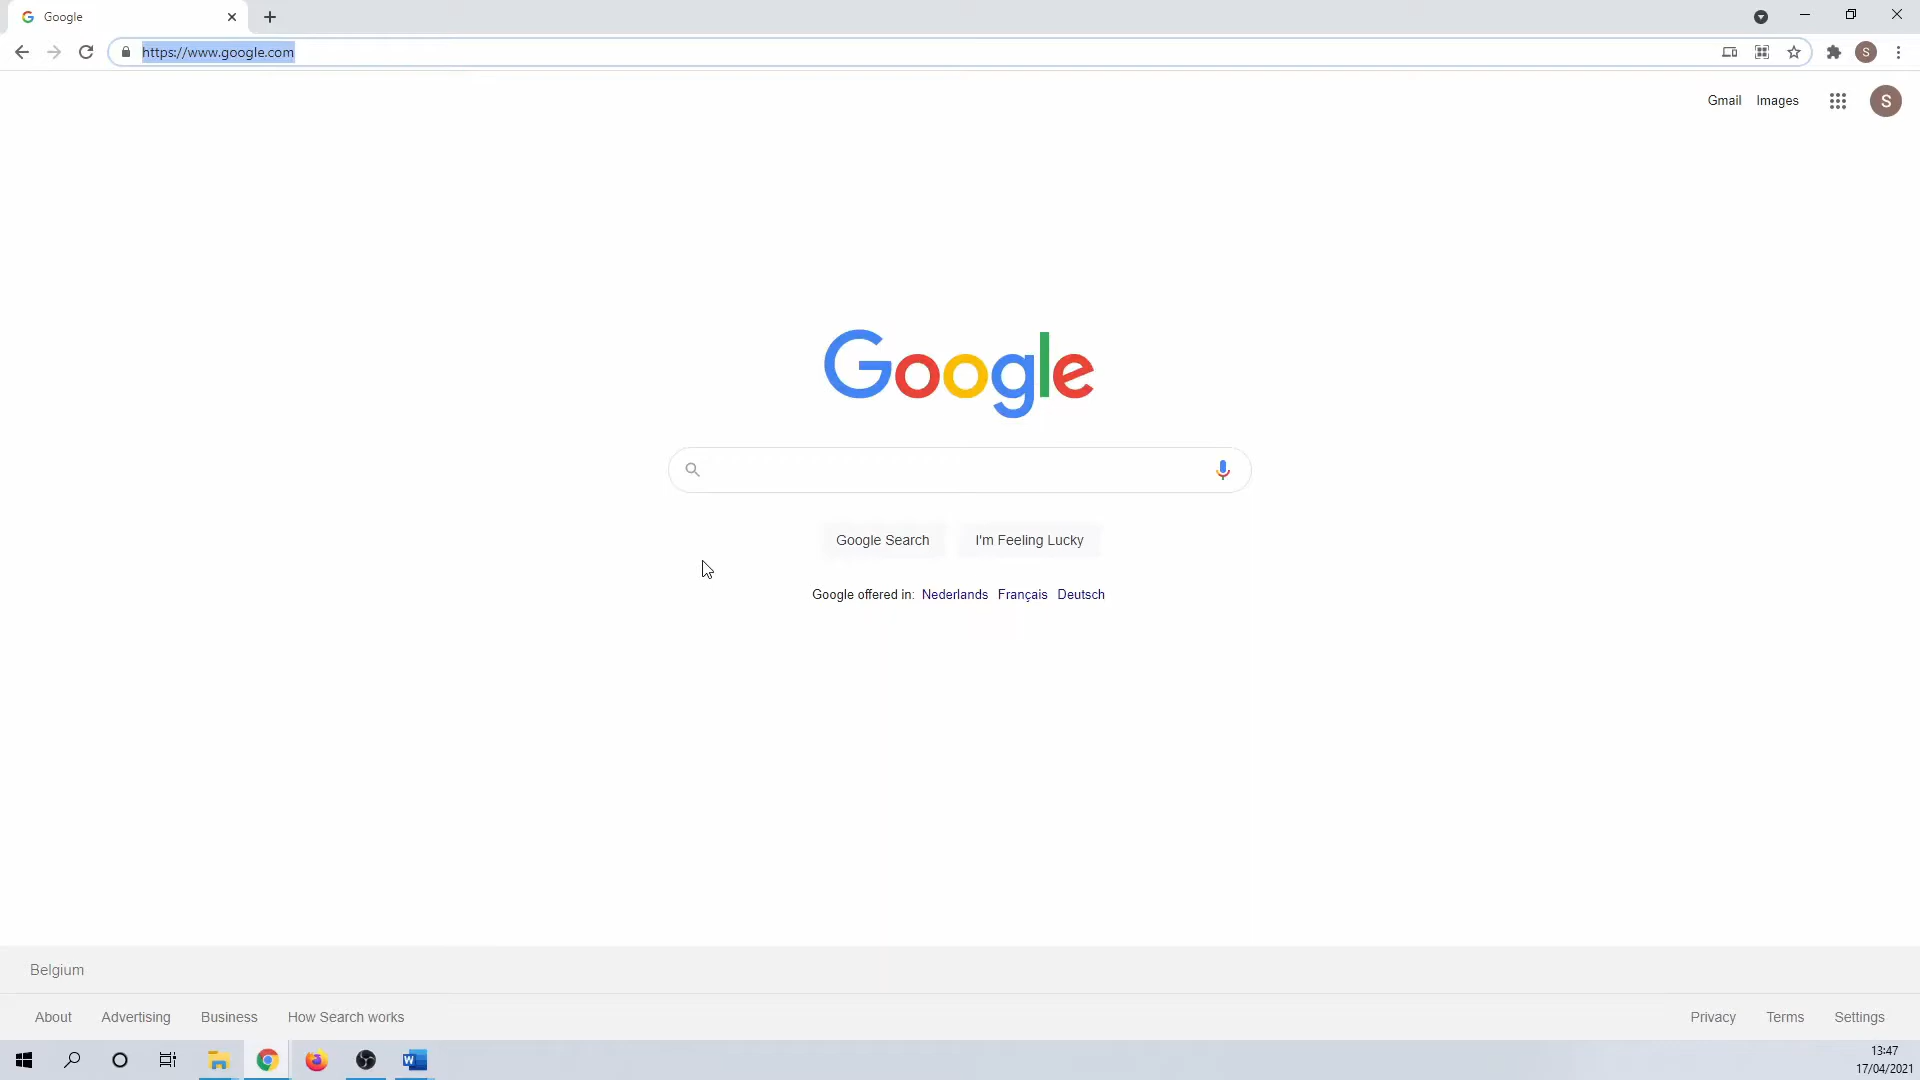 Google
https://www.google.com
S
Gmail Images
S
Google
Google Search I'm Feeling Lucky
Google offered in: Nederlands Français Deutsch
Belgium
About Advertising Business How Search works
Privacy Terms Settings
W
13:47
17/04/2021